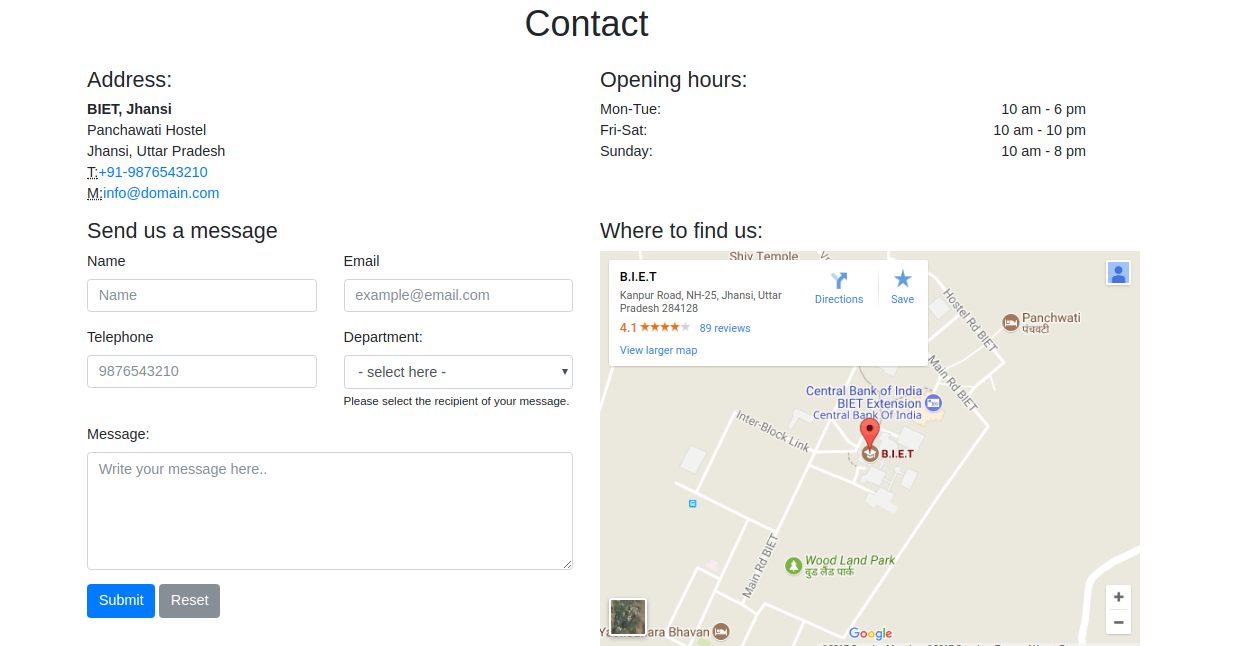 Contact
Address:
BIET, Jhansi
Panchawati Hostel
Jhansi, Uttar Pradesh
T:+91-9876543210
M:info@domain.com
Opening hours:
Mon-Tue: 10 am - 6 pm
Fri-Sat: 10 am - 10 pm
Sunday: 10 am - 8 pm
Send us a message
Name
Email
Name
example@email.com
Telephone
Department:
9876543210
- select here -
Please select the recipient of your message.
Message:
Write your message here..
Submit
Reset
Where to find us:
Shiv Temple
B.I.E.T
Kanpur Road, NH-25, Jhansi, Uttar
Pradesh 284128
4.1 89 reviews
View larger map
Directions
Save
Hostel Rd BIET
Panchwati
पंचवटी
Main Rd BIET
Central Bank of India
BIET Extension
Central Bank Of India
Inter-Block Link
B.I.E.T
Main Rd BIET
Wood Land Park
वुड लैंड पार्क
Bhavan
+
−
Google